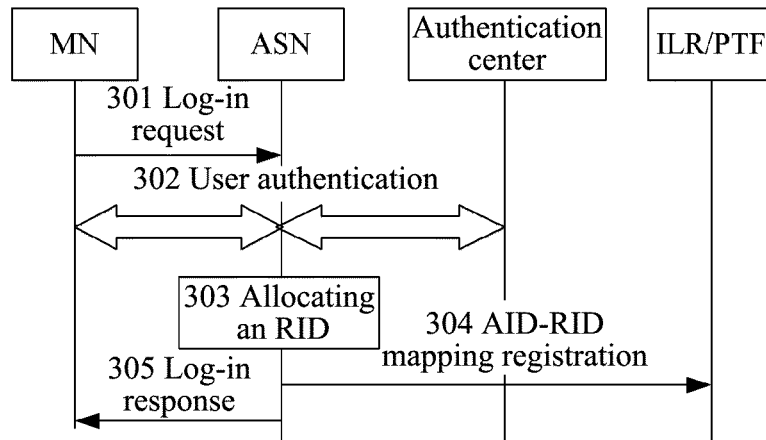 MN
ASN
Authentication
center
ILR/PTF
301 Log-in
request
302 User authentication
303 Allocating
an RID
304 AID-RID
mapping registration
305 Log-in
response